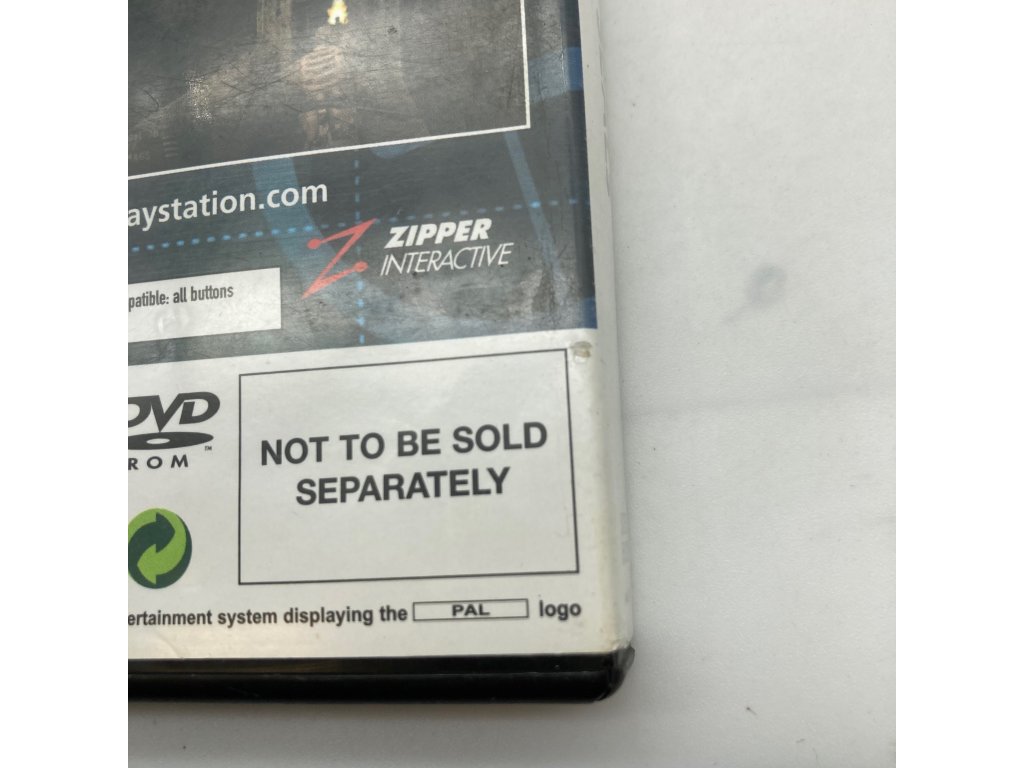 aystation.com
ZIPPER
INTERACTIVE
patible: all buttons
DVD
ROM
™
NOT TO BE SOLD
SEPARATELY
ertainment system displaying the PAL logo